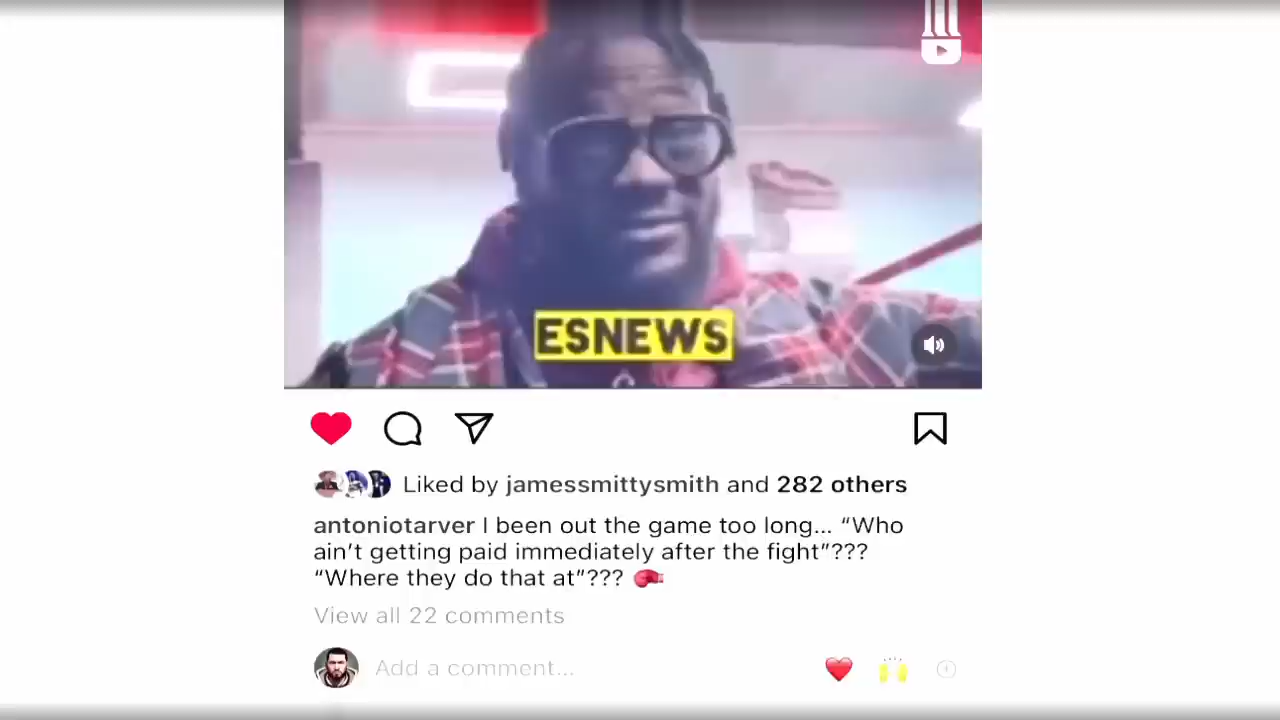 ESNEWS
Liked by jamessmittysmith and 282 others
antoniotarver I been out the game too long... “Who
ain’t getting paid immediately after the fight”???
“Where they do that at”???
View all 22 comments
Add a comment...